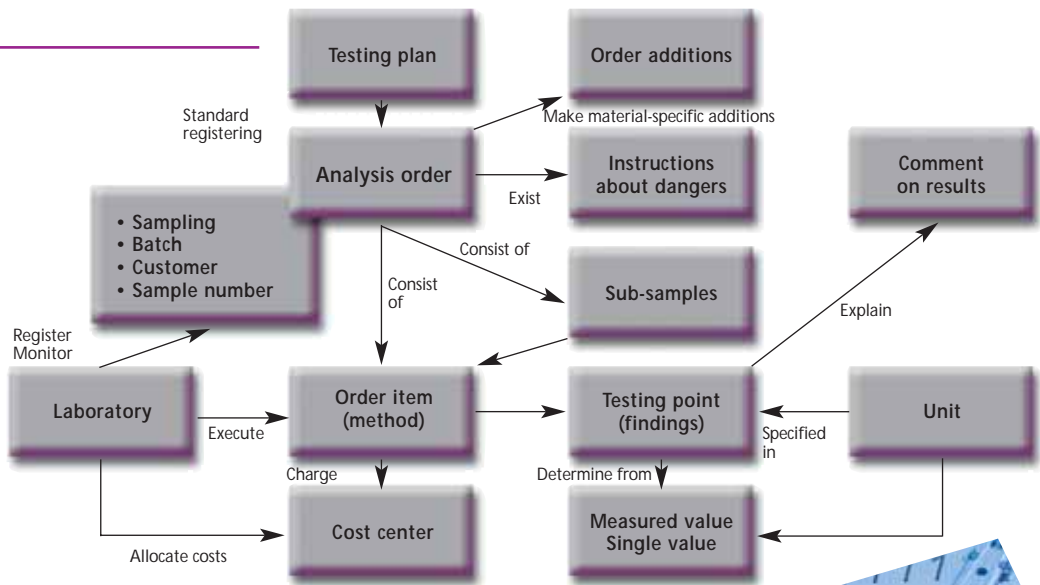 Testing plan
Order additions
Standard
registering
Make material-specific additions
Analysis order
Instructions
about dangers
Comment
on results
Exist
• Sampling
• Batch
• Customer
• Sample number
Consist of
Consist
of
Sub-samples
Explain
Register
Monitor
Laboratory
Order item
(method)
Testing point
(findings)
Unit
Execute
Specified
in
Charge
Determine from
Cost center
Measured value
Single value
Allocate costs